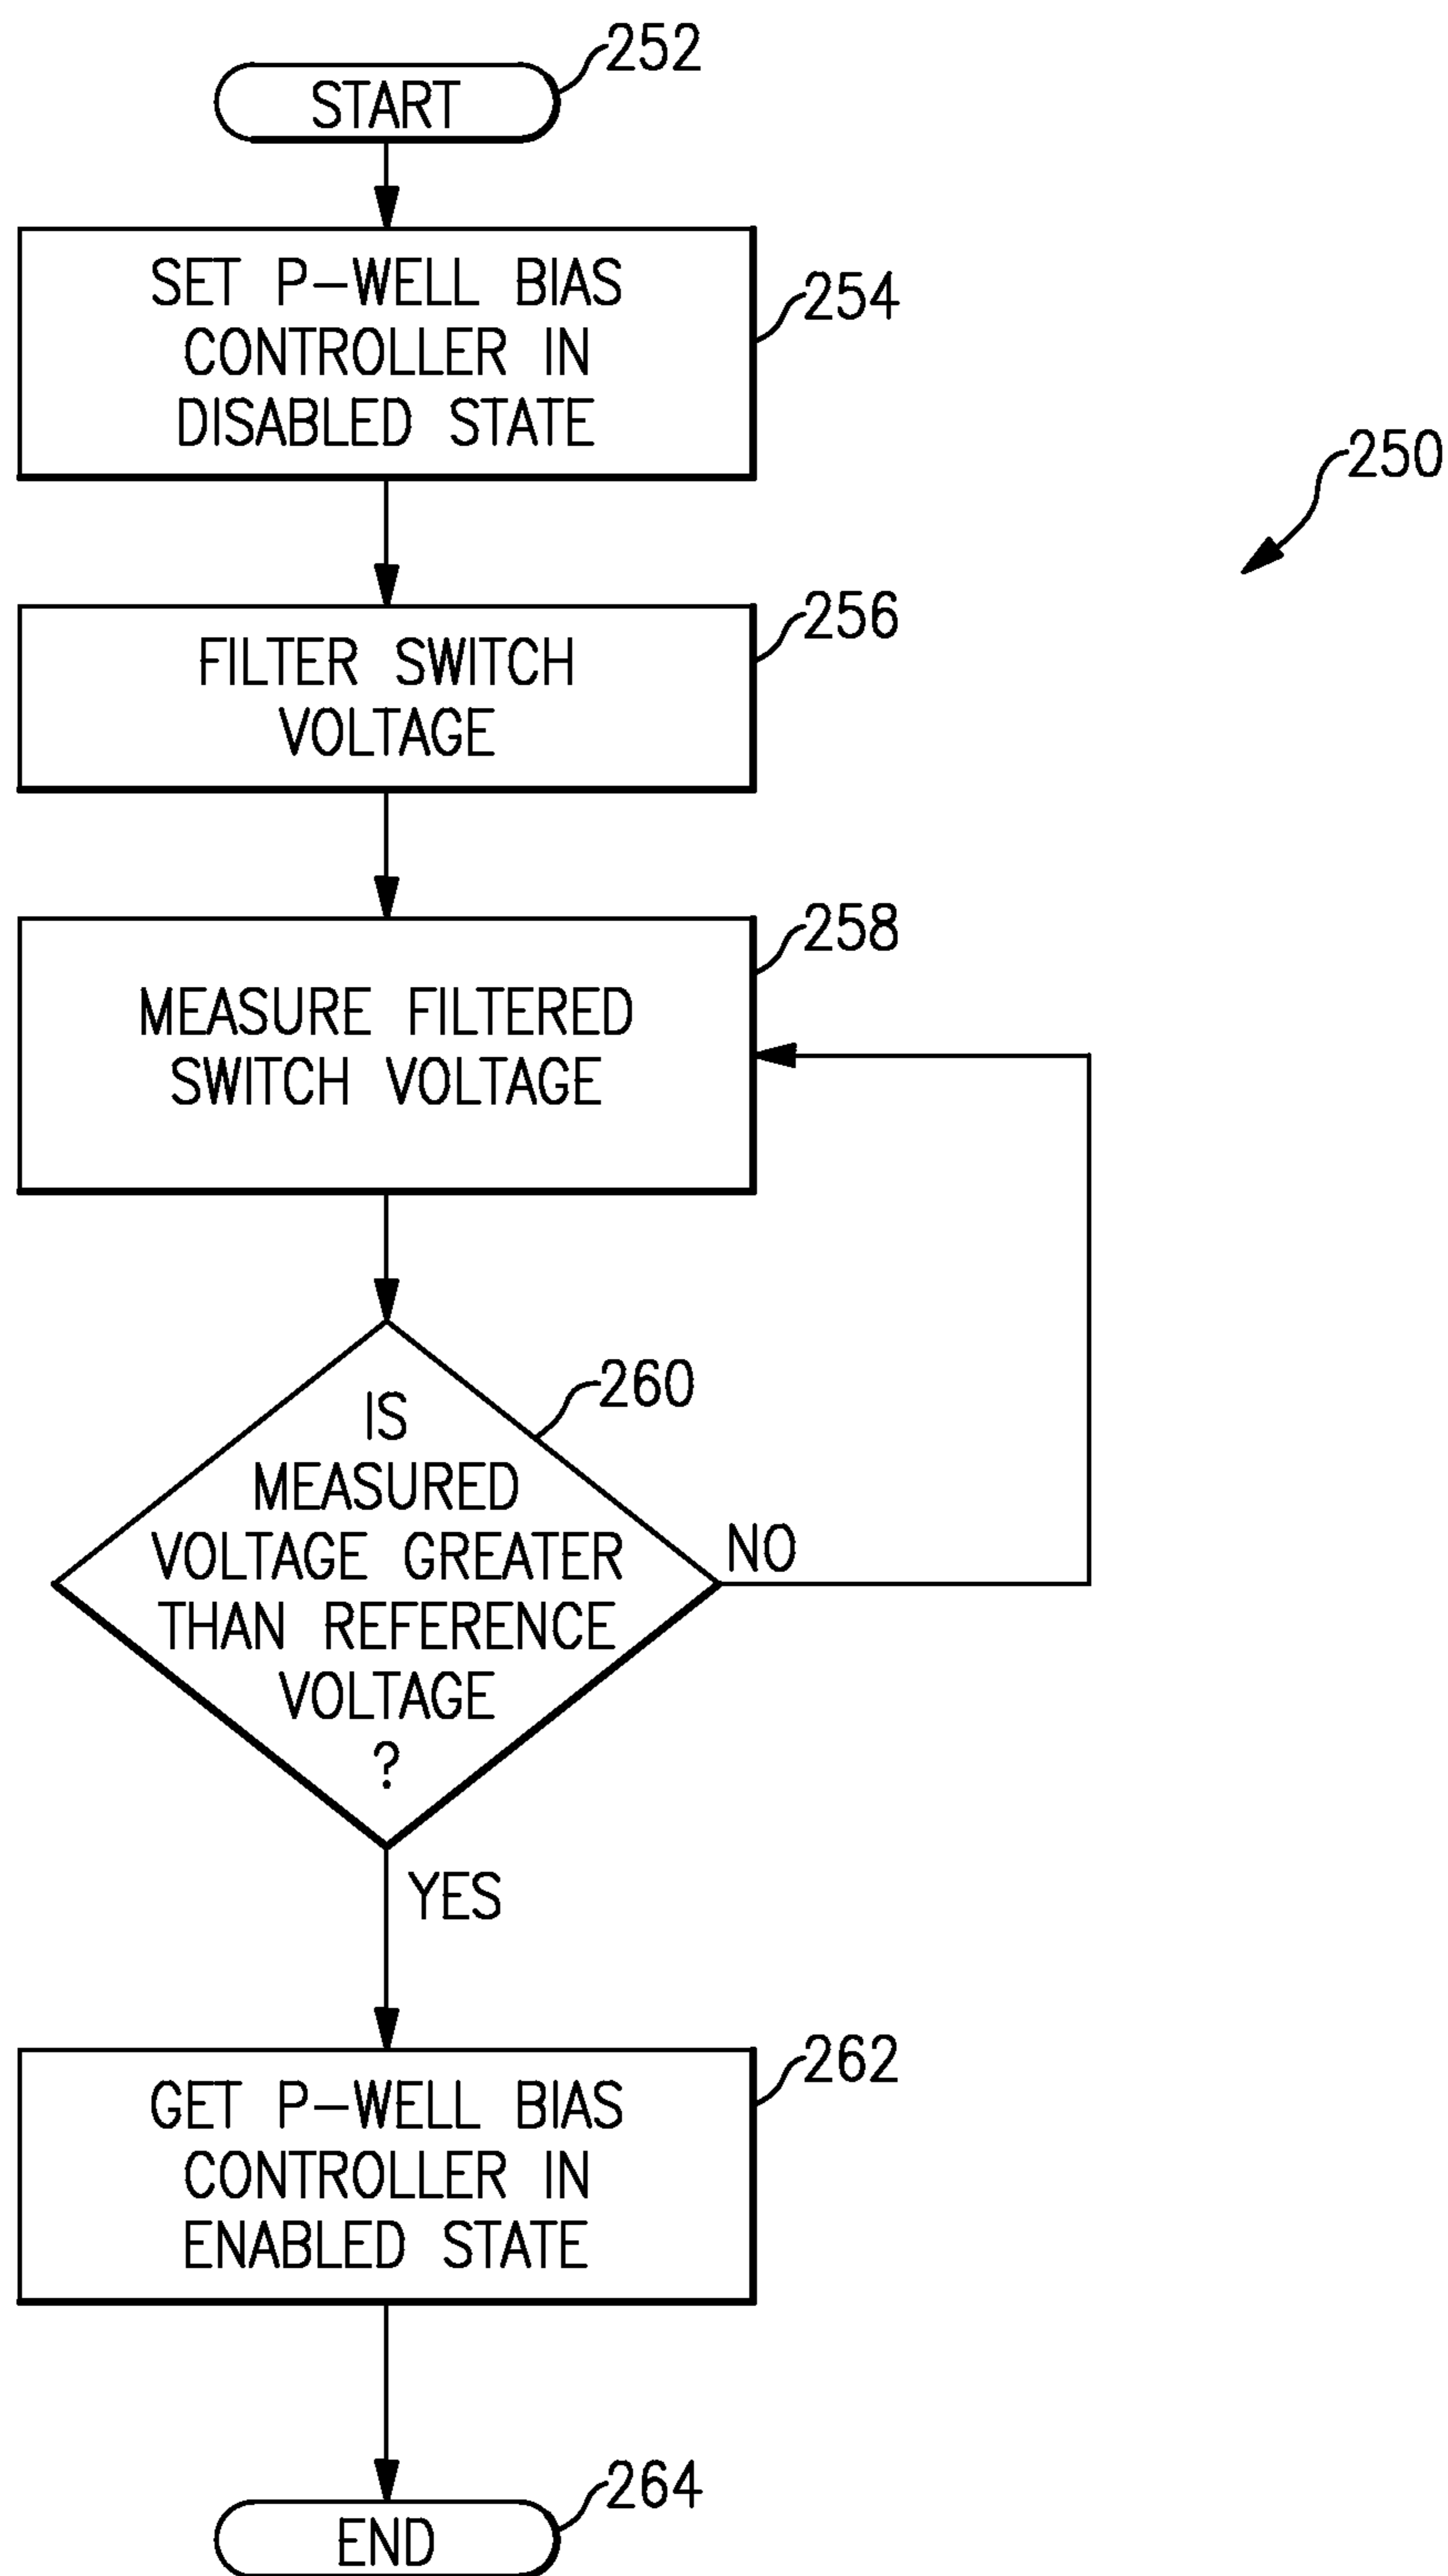 252
START
SET P-WELL BIAS
CONTROLLER IN
DISABLED STATE
254
250
FILTER SWITCH
VOLTAGE
256
MEASURE FILTERED
SWITCH VOLTAGE
258
IS
MEASURED
VOLTAGE GREATER
THAN REFERENCE
VOLTAGE
?
260
NO
YES
GET P-WELL BIAS
CONTROLLER IN
ENABLED STATE
262
264
END